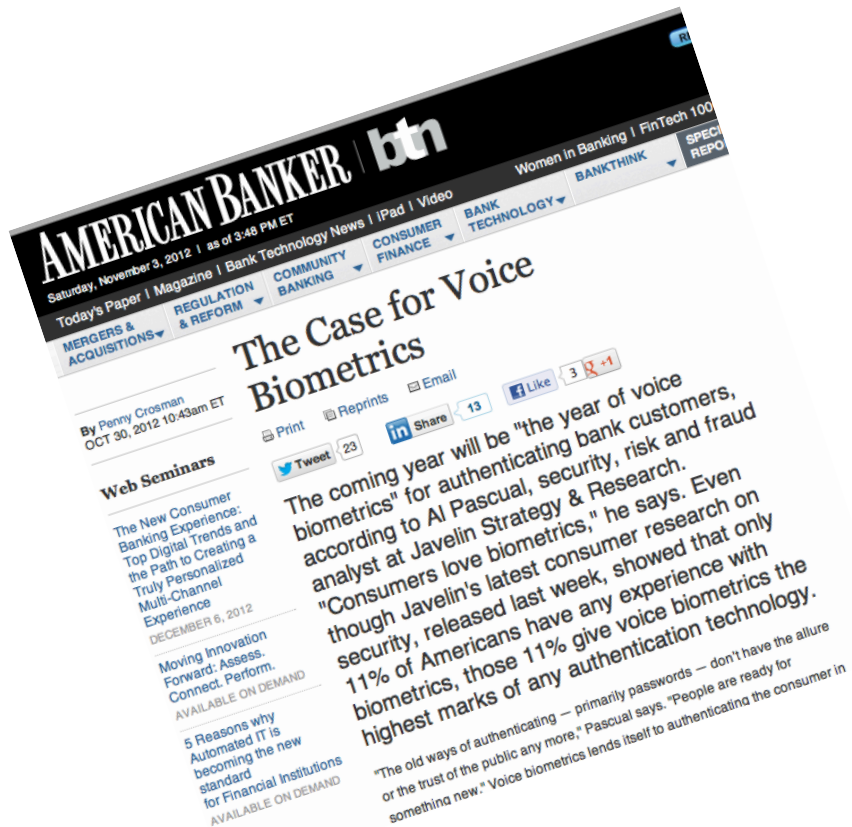 AMERICAN BANKER | btn
Saturday, November 3, 2012 | as of 3:48 PM ET
Today's Paper | Magazine | Bank Technology News | iPad | Video
Women in Banking | FinTech 100
MERGERS &
ACQUISITIONS
REGULATION
& REFORM
COMMUNITY
BANKING
CONSUMER
FINANCE
BANK
TECHNOLOGY
BANKTHINK
The Case for Voice
Biometrics
By Penny Crosman
OCT 30, 2012 10:43am ET
Print
Reprints
Email
Tweet 23
in Share 13
Like 3
+1
Web Seminars
The New Consumer
Banking Experience:
Top Digital Trends and
the Path to Creating a
Truly Personalized
Multi-Channel
Experience
DECEMBER 6, 2012
Moving Innovation
Forward: Assess.
Connect. Perform.
AVAILABLE ON DEMAND
5 Reasons why
Automated IT is
becoming the new
standard
for Financial Institutions
AVAILABLE ON DEMAND
The coming year will be "the year of voice
biometrics" for authenticating bank customers,
according to Al Pascual, security, risk and fraud
analyst at Javelin Strategy & Research.
"Consumers love biometrics," he says. Even
though Javelin's latest consumer research on
security, released last week, showed that only
11% of Americans have any experience with
biometrics, those 11% give voice biometrics the
highest marks of any authentication technology.
"The old ways of authenticating — primarily passwords — don't have the allure
or the trust of the public any more," Pascual says. "People are ready for
something new." Voice biometrics lends itself to authenticating the consumer in